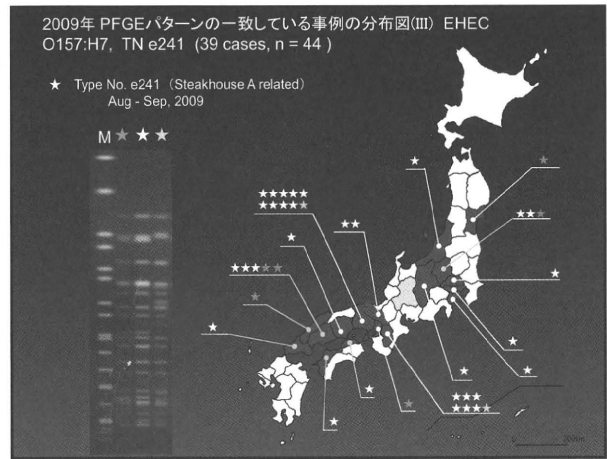 2009年 PFGEパターンの一致している事例の分布図(III) EHEC
O157:H7, TN e241 (39 cases, n = 44 )
★ Type No. e241 (Steakhouse A related)
Aug - Sep, 2009
M ★ ★ ★